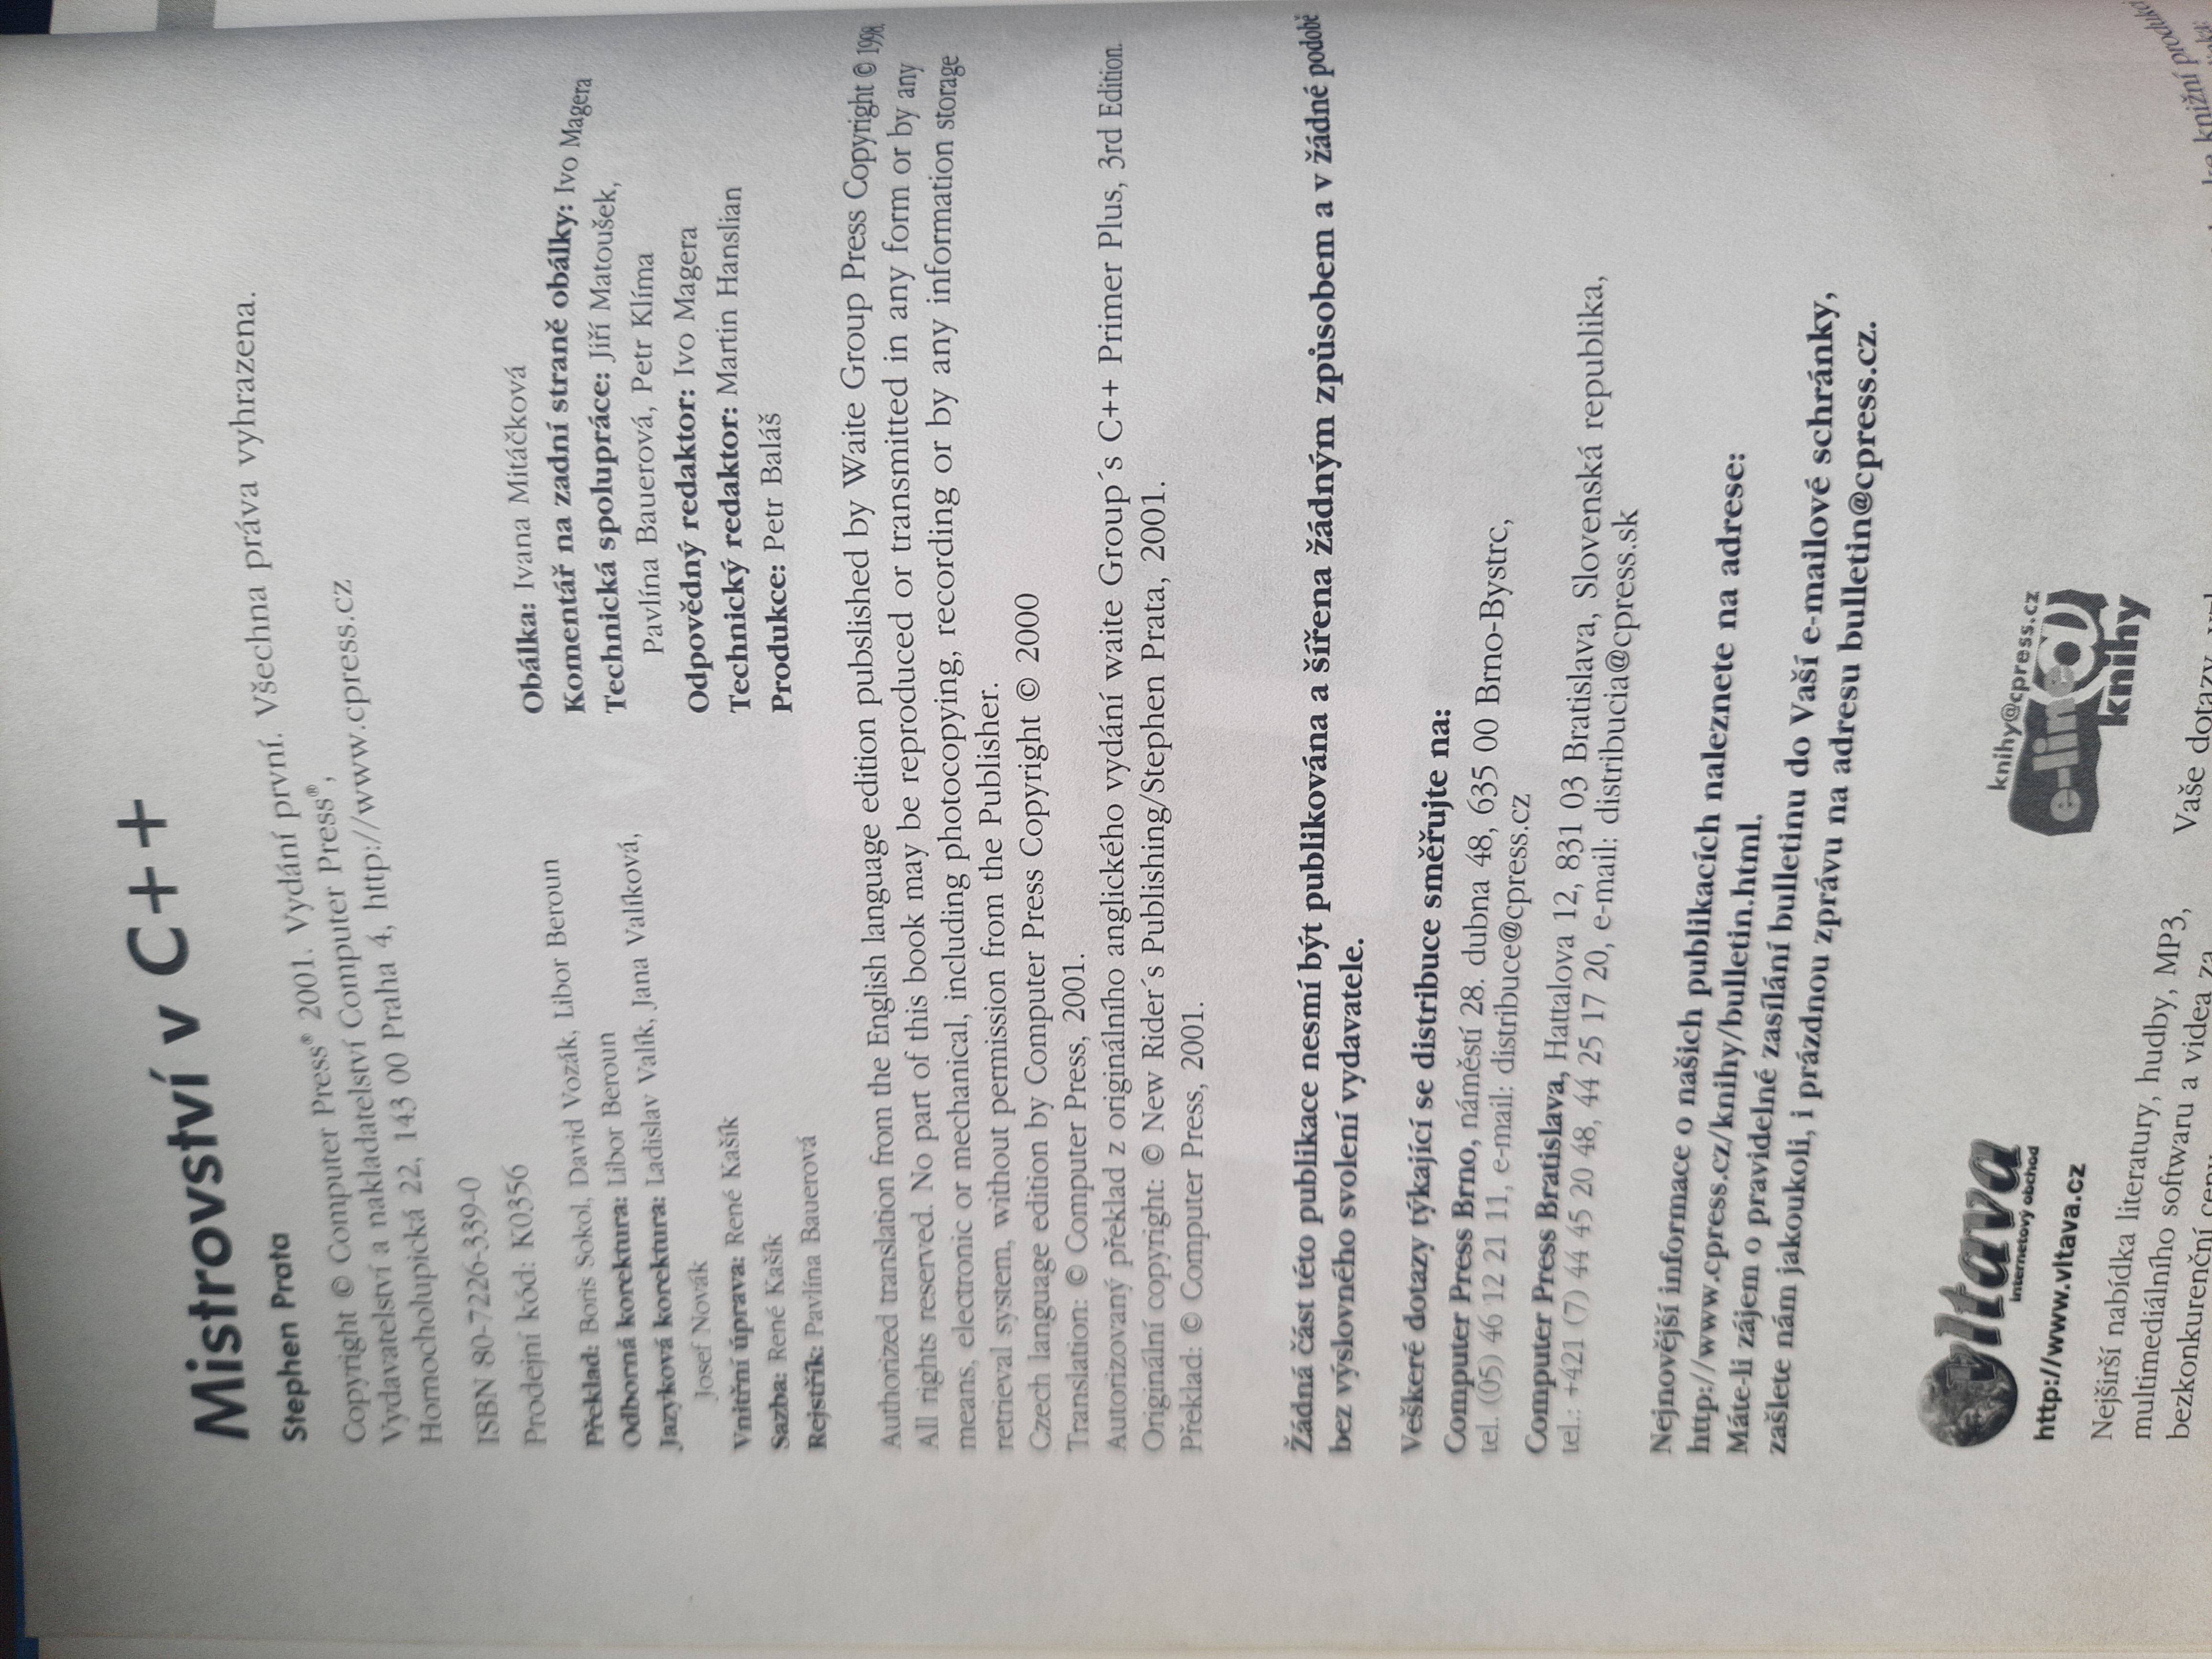 Mistrovství v C++
Stephen Prata
Copyright © Computer Press® 2001. Vydání první. Všechna práva vyhrazena.
Vydavatelství a nakladatelství Computer Press®,
Hornocholupická 22, 143 00 Praha 4, http://www.cpress.cz
ISBN 80-7226-339-0
Prodejní kód: K0356
Překlad: Boris Sokol, David Vozák, Libor Beroun
Odborná korektura: Libor Beroun
Jazyková korektura: Ladislav Valík, Jana Valíková,
Josef Novák
Vnitřní úprava: René Kašík
Sazba: René Kašík
Rejstřík: Pavlína Bauerová
Obálka: Ivana Mitáčková
Komentář na zadní straně obálky: Ivo Magera
Technická spolupráce: Jiří Matoušek,
Pavlína Bauerová, Petr Klíma
Odpovědný redaktor: Ivo Magera
Technický redaktor: Martin Hanslian
Produkce: Petr Baláš
Authorized translation from the English language edition pubslished by Waite Group Press Copyright © 1998.
All rights reserved. No part of this book may be reproduced or transmitted in any form or by any
means, electronic or mechanical, including photocopying, recording or by any information storage
retrieval system, without permission from the Publisher.
Czech language edition by Computer Press Copyright © 2000
Translation: © Computer Press, 2001.
Autorizovaný překlad z originálního anglického vydání waite Group´s C++ Primer Plus, 3rd Edition.
Originální copyright: © New Rider´s Publishing/Stephen Prata, 2001.
Překlad: © Computer Press, 2001.
Žádná část této publikace nesmí být publikována a šířena žádným způsobem a v žádné podobě
bez výslovného svolení vydavatele.
Veškeré dotazy týkající se distribuce směřujte na:
Computer Press Brno, náměstí 28. dubna 48, 635 00 Brno-Bystrc,
tel. (05) 46 12 21 11, e-mail: distribuce@cpress.cz
Computer Press Bratislava, Hattalova 12, 831 03 Bratislava, Slovenská republika,
tel.: +421 (7) 44 45 20 48, 44 25 17 20, e-mail: distribucia@cpress.sk
Nejnovější informace o našich publikacích naleznete na adrese:
http://www.cpress.cz/knihy/bulletin.html.
Máte-li zájem o pravidelné zasílání bulletinu do Vaší e-mailové schránky,
zašlete nám jakoukoli, i prázdnou zprávu na adresu bulletin@cpress.cz.
vltava
internetový obchod
http://www.vltava.cz
Nejširší nabídka literatury, hudby, MP3,
multimediálního softwaru a videa za
bezkonkurenční
knihy@cpress.cz
e-line
knihy
Vaše dotazy
knižní produkci